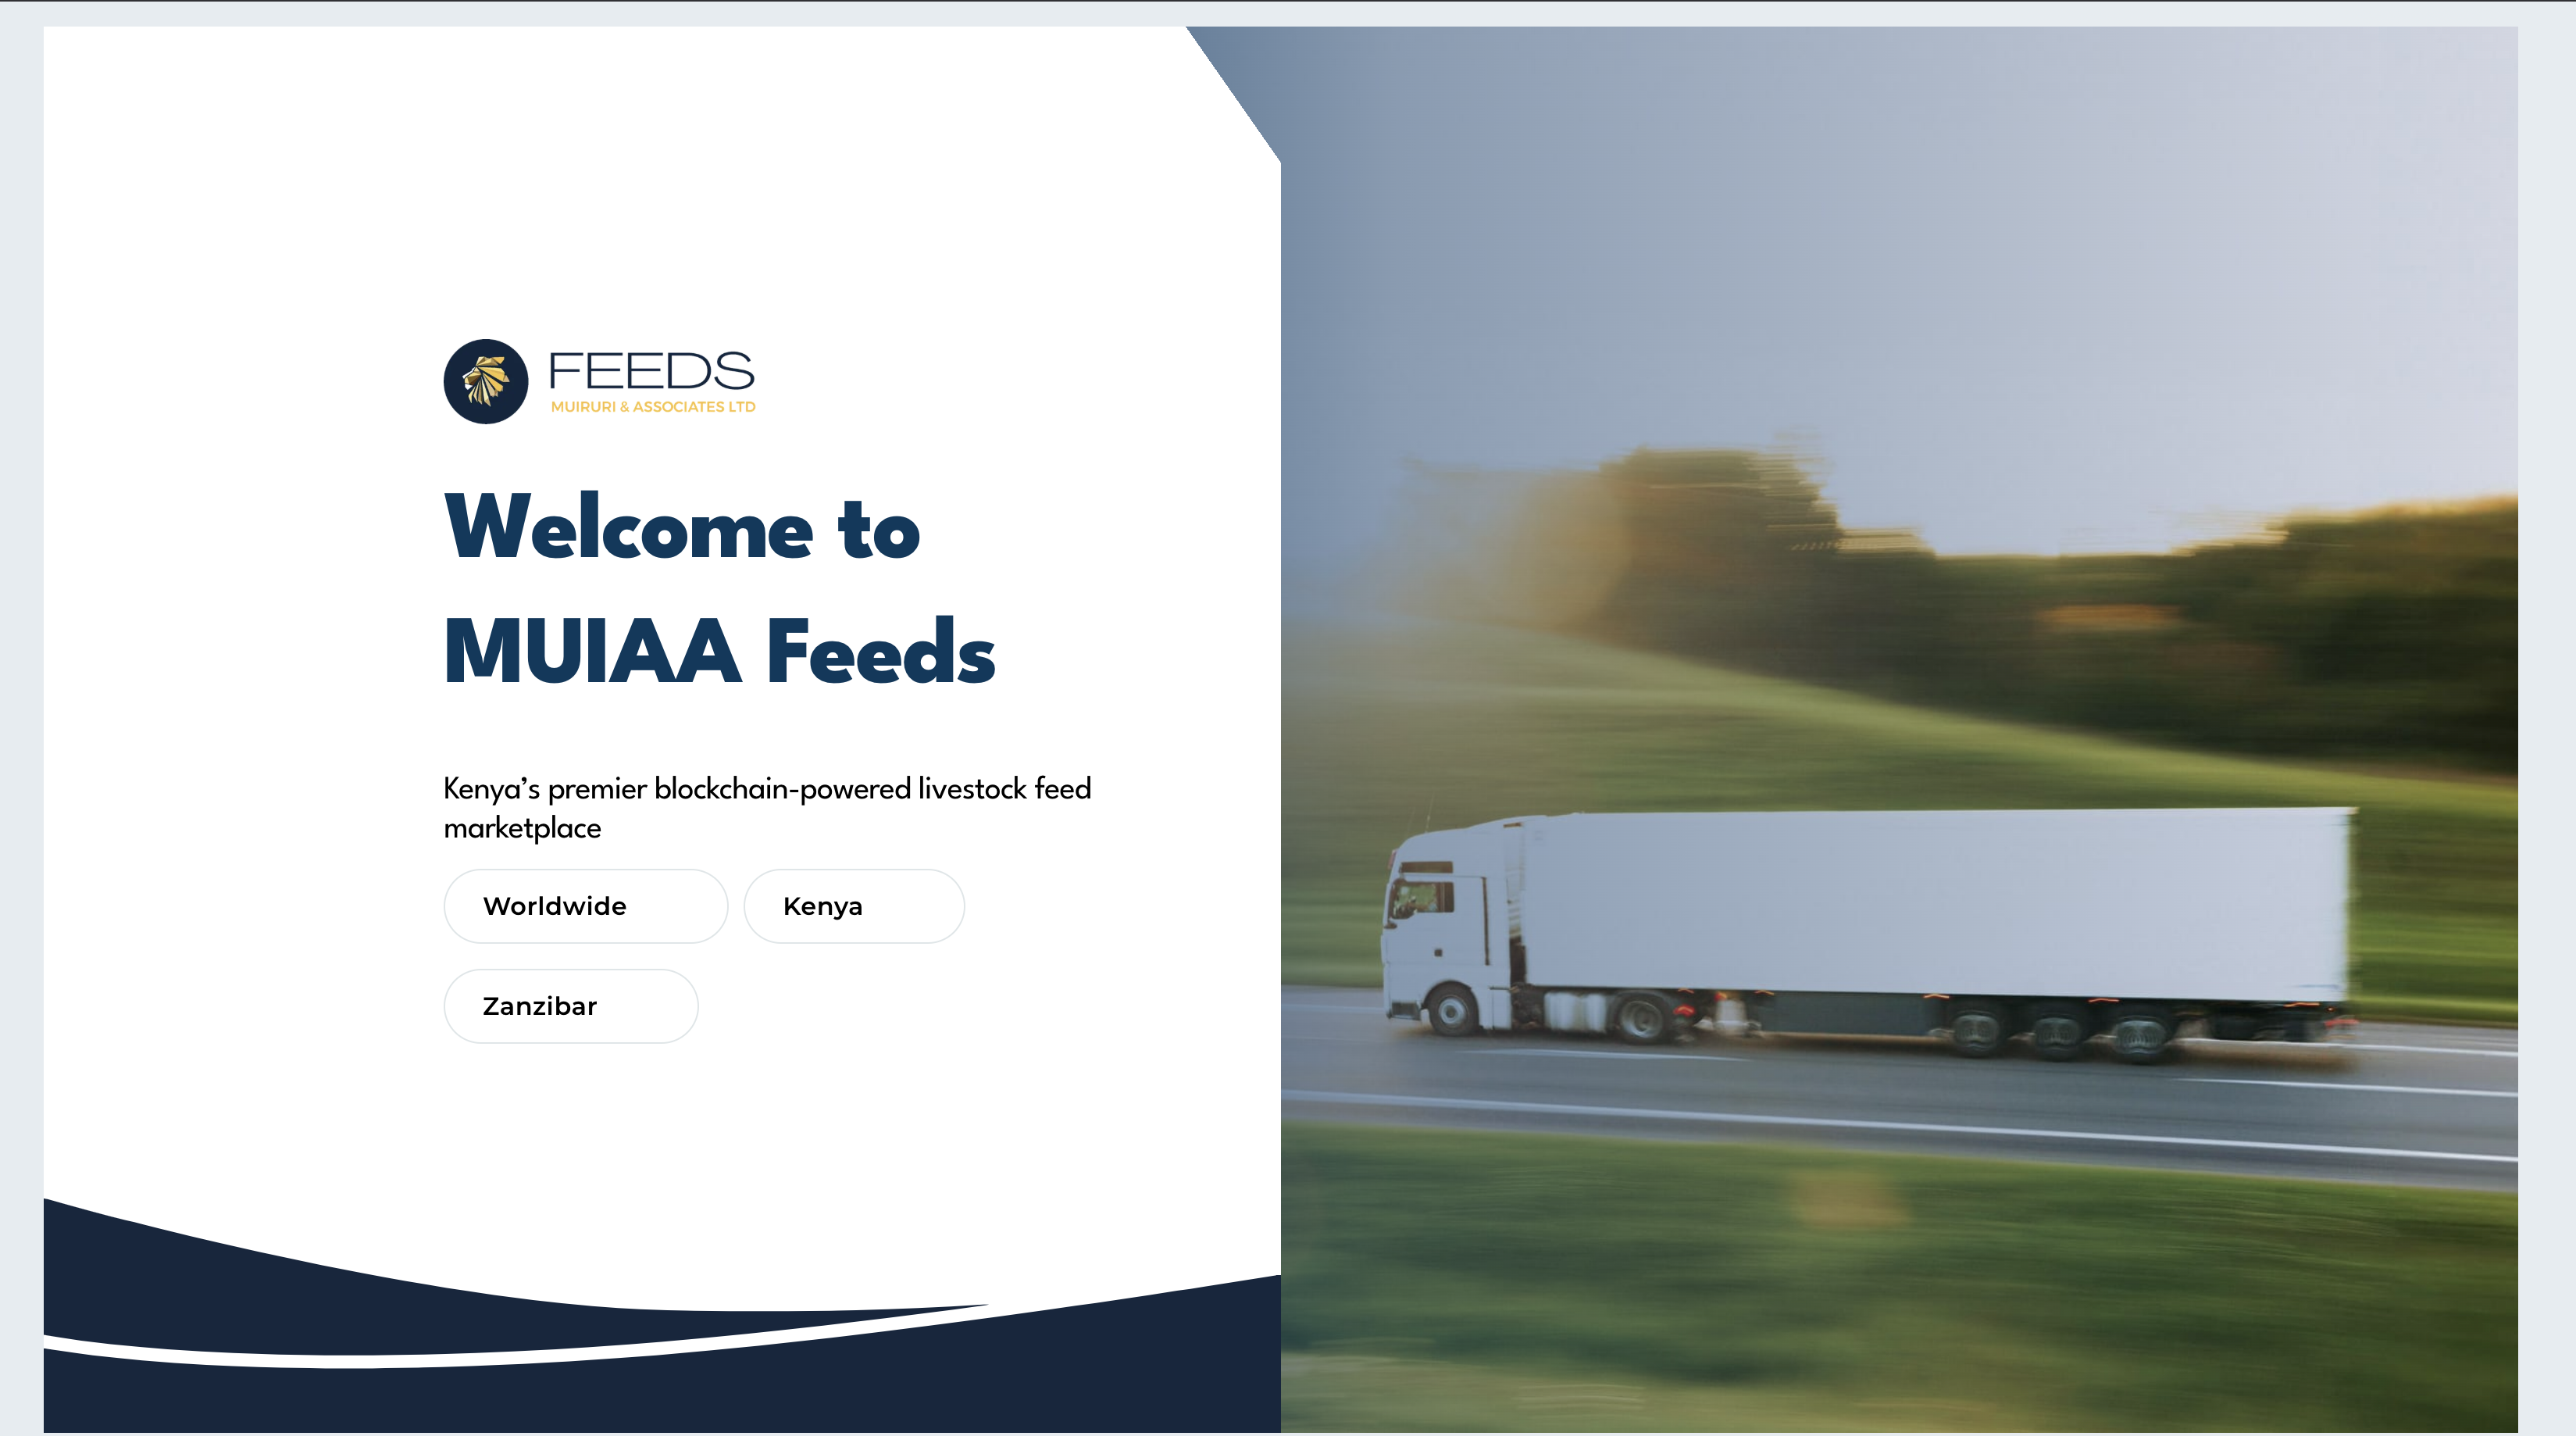 FEEDS
MUIRURI & ASSOCIATES LTD
Welcome to
MUIAA Feeds
Kenya’s premier blockchain-powered livestock feed
marketplace
Worldwide
Kenya
Zanzibar